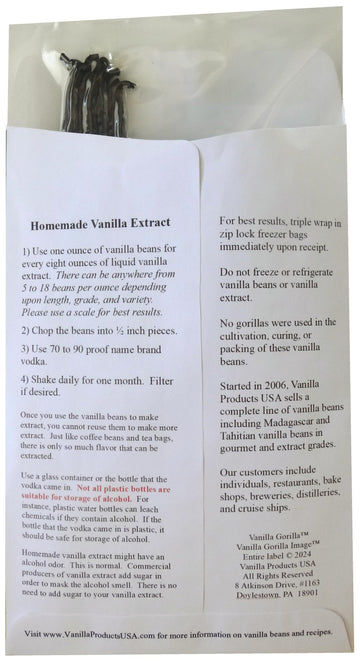 Homemade Vanilla Extract
1) Use one ounce of vanilla beans for
every eight ounces of liquid vanilla
extract. There can be anywhere from
5 to 18 beans per ounce depending
upon length, grade, and variety.
Please use a scale for best results.
2) Chop the beans into ½ inch pieces.
3) Use 70 to 90 proof name brand
vodka.
4) Shake daily for one month. Filter
if desired.
Once you use the vanilla beans to make
extract, you cannot reuse them to make more
extract. Just like coffee beans and tea bags,
there is only so much flavor that can be
extracted.
Use a glass container or the bottle that the
vodka came in. Not all plastic bottles are
suitable for storage of alcohol. For
instance, plastic water bottles can leach
chemicals if they contain alcohol. If the
bottle that the vodka came in is plastic, it
should be safe for storage of alcohol.
Homemade vanilla extract might have an
alcohol odor. This is normal. Commercial
producers of vanilla extract add sugar in
order to mask the alcohol smell. There is no
need to add sugar to your vanilla extract.
For best results, triple wrap in
zip lock freezer bags
immediately upon receipt.
Do not freeze or refrigerate
vanilla beans or vanilla
extract.
No gorillas were used in the
cultivation, curing, or
packing of these vanilla
beans.
Started in 2006, Vanilla
Products USA sells a
complete line of vanilla beans
including Madagascar and
Tahitian vanilla beans in
gourmet and extract grades.
Our customers include
individuals, restaurants, bake
shops, breweries, distilleries,
and cruise ships.
Vanilla Gorilla™
Vanilla Gorilla Image™
Entire label © 2024
Vanilla Products USA
All Rights Reserved
8 Atkinson Drive, #1163
Doylestown, PA 18901
Visit www.VanillaProductsUSA.com for more information on vanilla beans and recipes.